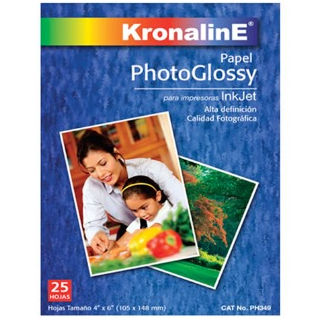 KronalinE®
Papel
PhotoGlossy
para impresoras InkJet
Alta definición
Calidad Fotográfica
25
HOJAS
Hojas Tamaño 4" x 6" (105 x 148 mm)
CAT No. PH349